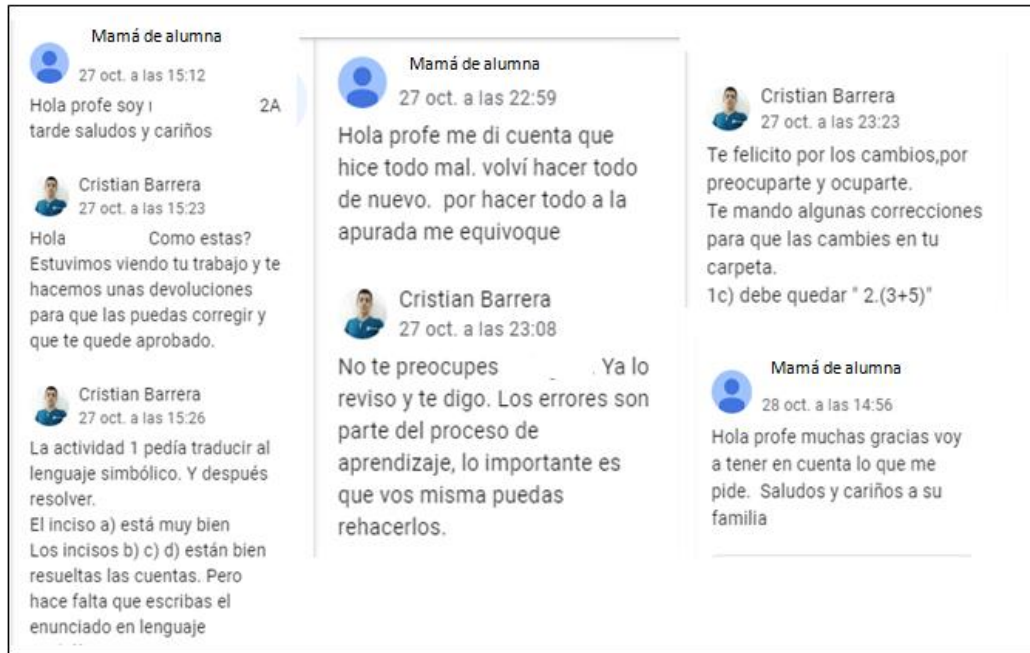 Mamá de alumna
27 oct. a las 15:12
Hola profe soy 2A
tarde saludos y cariños
Cristian Barrera
27 oct. a las 15:23
Hola Como estas?
Estuvimos viendo tu trabajo y te
hacemos unas devoluciones
para que las puedas corregir y
que te quede aprobado.
Cristian Barrera
27 oct. a las 15:26
La actividad 1 pedía traducir al
lenguaje simbólico. Y después
resolver.
El inciso a) está muy bien
Los incisos b) c) d) están bien
resueltas las cuentas. Pero
hace falta que escribas el
enunciado en lenguaje
Mamá de alumna
27 oct. a las 22:59
Hola profe me di cuenta que
hice todo mal. volví hacer todo
de nuevo. por hacer todo a la
apurada me equivoque
Cristian Barrera
27 oct. a las 23:08
No te preocupes . Ya lo
reviso y te digo. Los errores son
parte del proceso de
aprendizaje, lo importante es
que vos misma puedas
rehacerlos.
Cristian Barrera
27 oct. a las 23:23
Te felicito por los cambios,por
preocuparte y ocuparte.
Te mando algunas correcciones
para que las cambies en tu
carpeta.
1c) debe quedar " 2.(3+5)"
Mamá de alumna
28 oct. a las 14:56
Hola profe muchas gracias voy
a tener en cuenta lo que me
pide. Saludos y cariños a su
familia